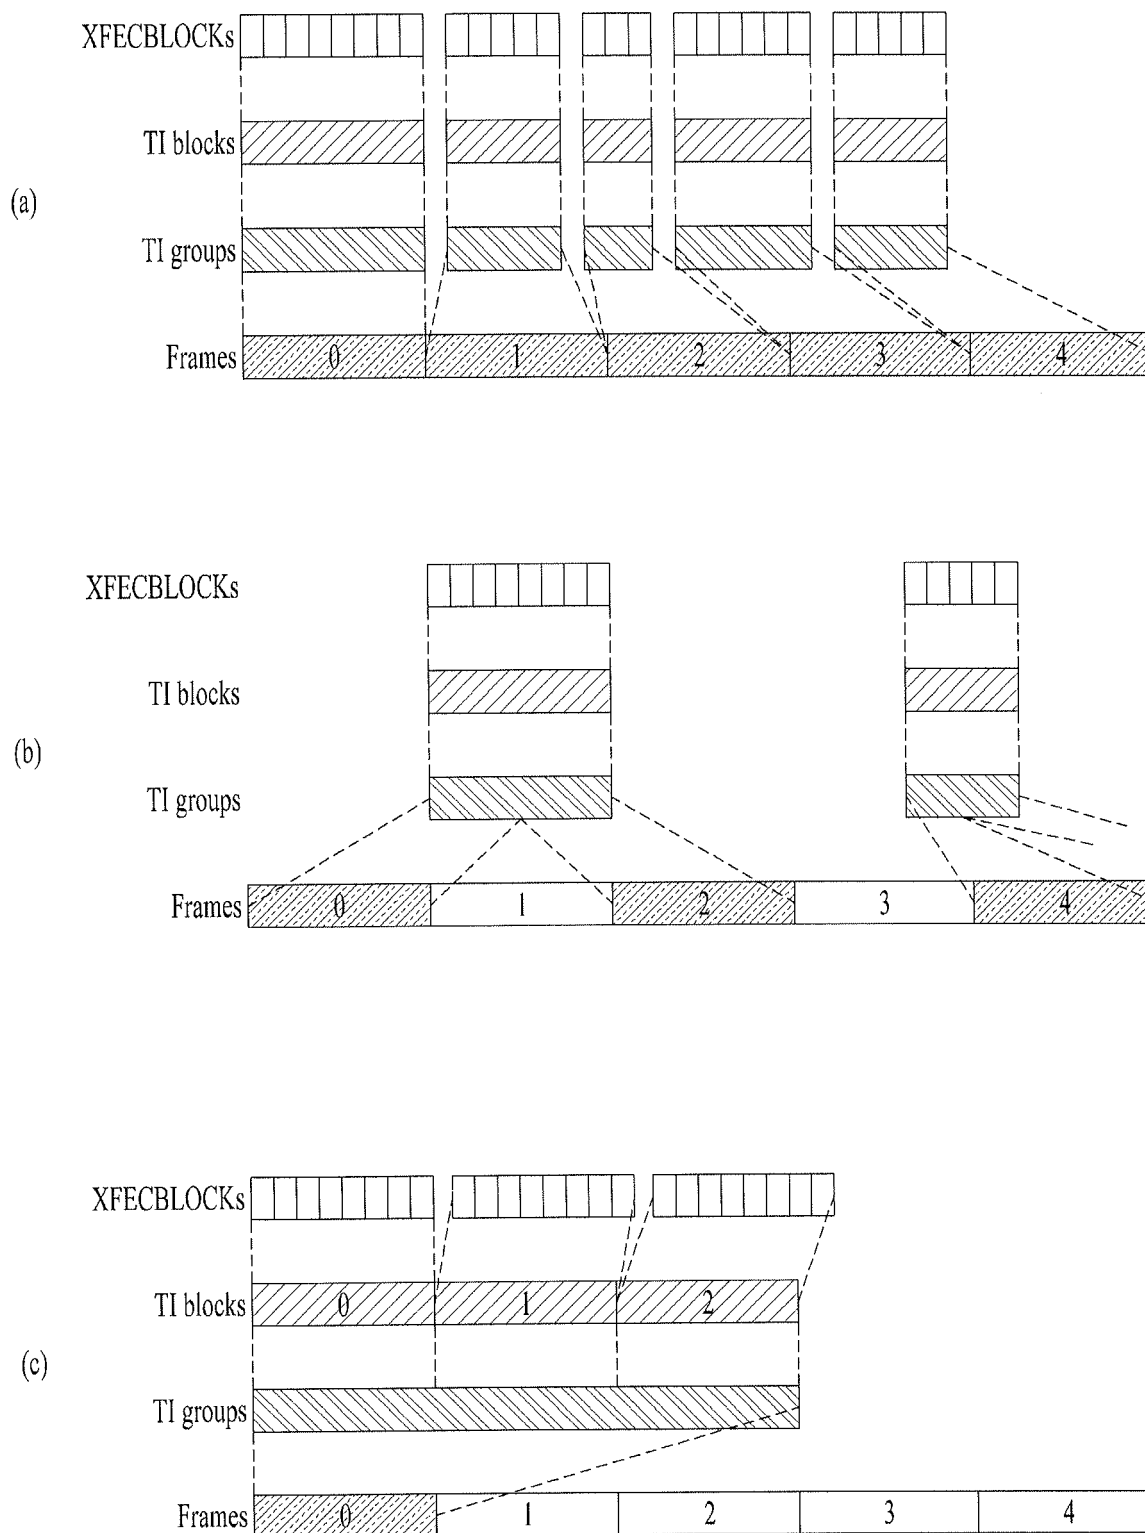 XFECBLOCKs
TI blocks
(a)
TI groups
Frames 0 1 2 3 4
XFECBLOCKs
TI blocks
(b)
TI groups
Frames 0 1 2 3 4
XFECBLOCKs
TI blocks 0 1 2
(c)
TI groups
Frames 0 1 2 3 4